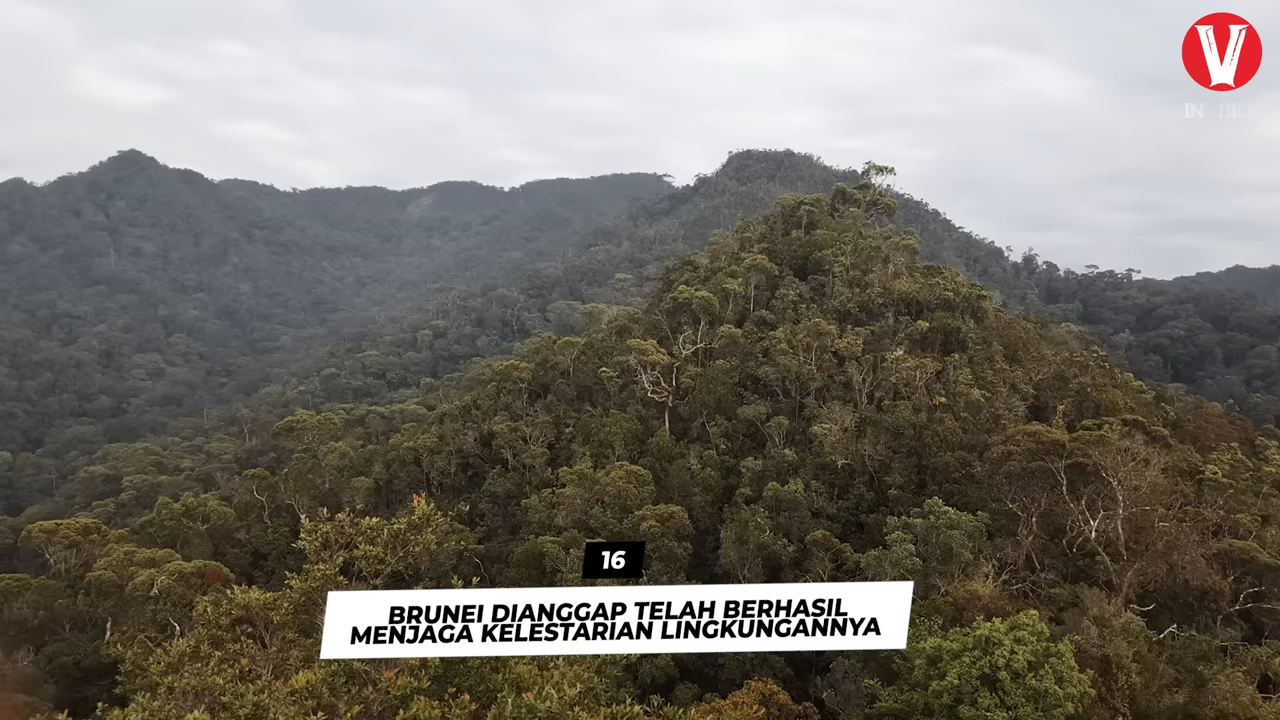 V
16
BRUNEI DIANGGAP TELAH BERHASIL
MENJAGA KELESTARIAN LINGKUNGANNYA